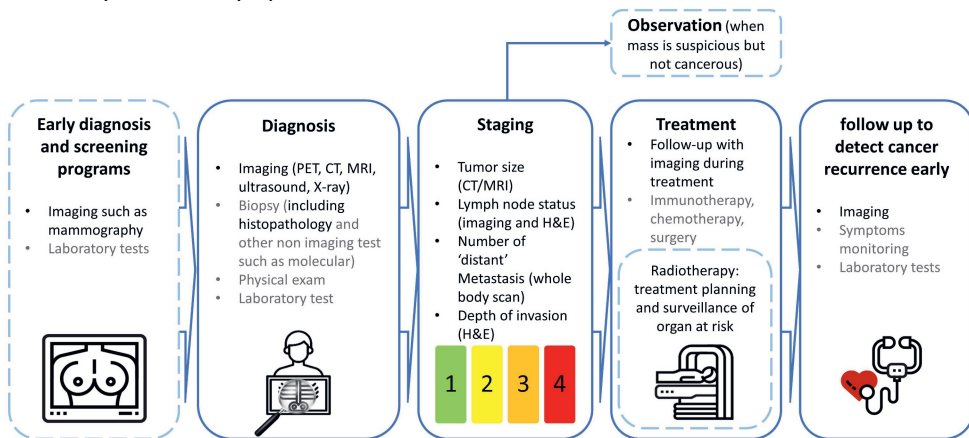 Observation (when
mass is suspicious but
not cancerous)
Early diagnosis
and screening
programs
• Imaging such as
mammography
• Laboratory tests
Diagnosis
• Imaging (PET, CT, MRI,
ultrasound, X-ray)
• Biopsy (including
histopathology and
other non imaging test
such as molecular)
• Physical exam
• Laboratory test
Staging
• Tumor size
(CT/MRI)
• Lymph node status
(imaging and H&E)
• Number of
‘distant’
Metastasis (whole
body scan)
• Depth of invasion
(H&E)
1 2 3 4
Treatment
• Follow-up with
imaging during
treatment
• Immunotherapy,
chemotherapy,
surgery
Radiotherapy:
treatment planning
and surveillance of
organ at risk
follow up to
detect cancer
recurrence early
• Imaging
• Symptoms
monitoring
• Laboratory tests